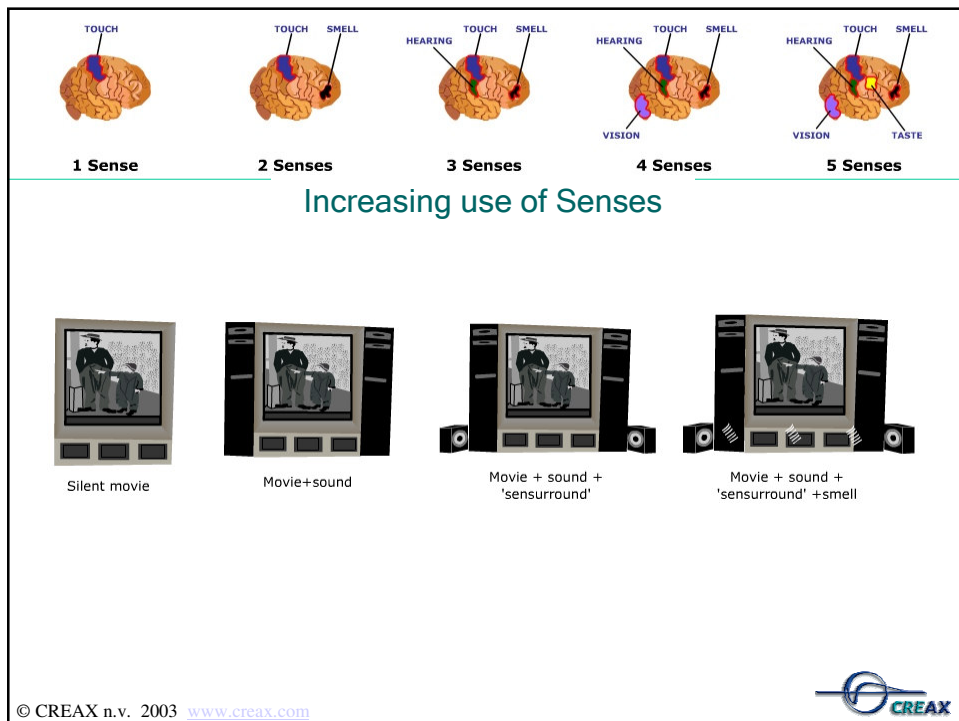 TOUCH
1 Sense
TOUCH SMELL
2 Senses
TOUCH SMELL
HEARING
3 Senses
TOUCH SMELL
HEARING
VISION
4 Senses
TOUCH SMELL
HEARING
VISION TASTE
5 Senses
Increasing use of Senses
Silent movie
Movie+sound
Movie + sound +
'sensurround'
Movie + sound +
'sensurround' +smell
© CREAX n.v. 2003 www.creax.com
CREAX